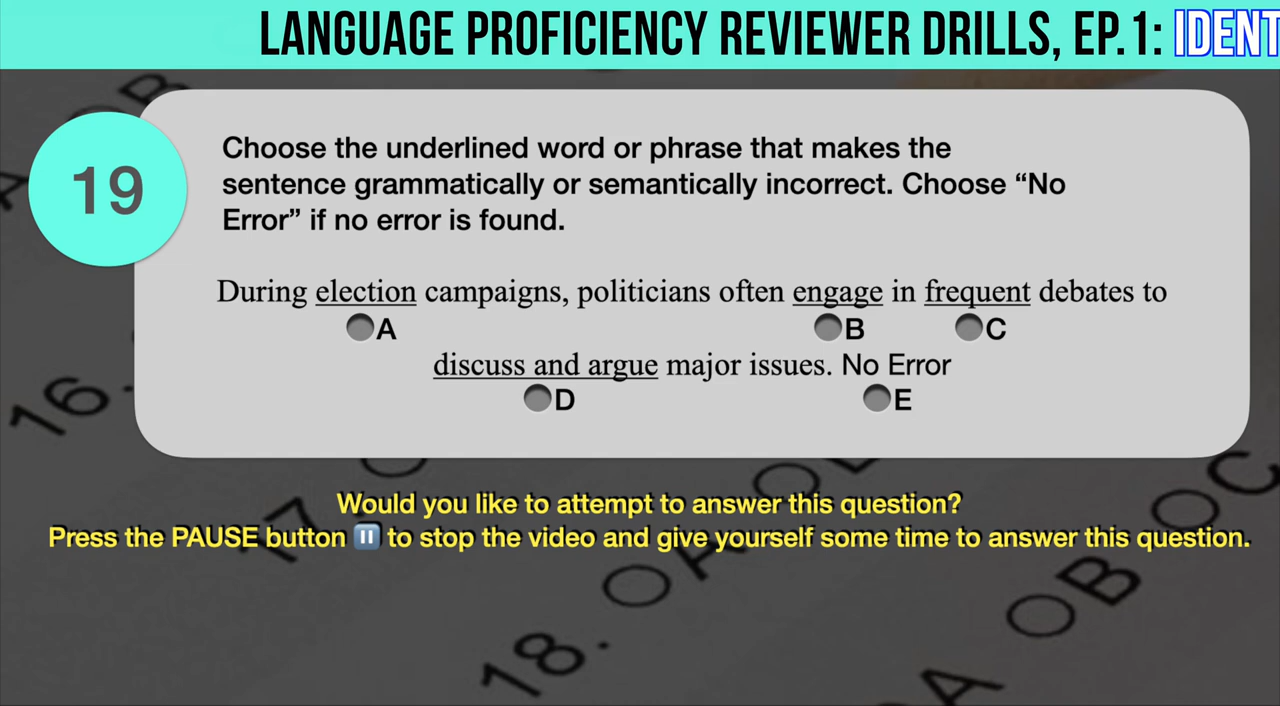 LANGUAGE PROFICIENCY REVIEWER DRILLS, EP.1: IDENT
19
Choose the underlined word or phrase that makes the
sentence grammatically or semantically incorrect. Choose “No
Error” if no error is found.
During election campaigns, politicians often engage in frequent debates to
A B C
discuss and argue major issues. No Error
D E
Would you like to attempt to answer this question?
Press the PAUSE button ⏸ to stop the video and give yourself some time to answer this question.
16.
17.
18. O A O B O C